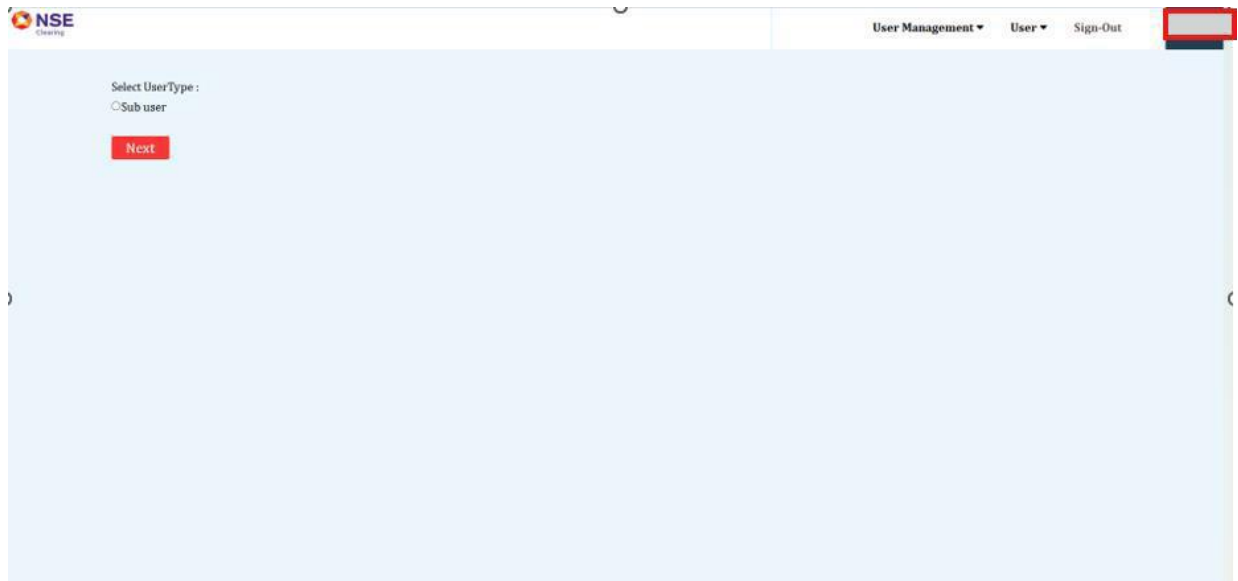 NSE
Clearing
User Management User Sign-Out
Select UserType :
Sub user
Next